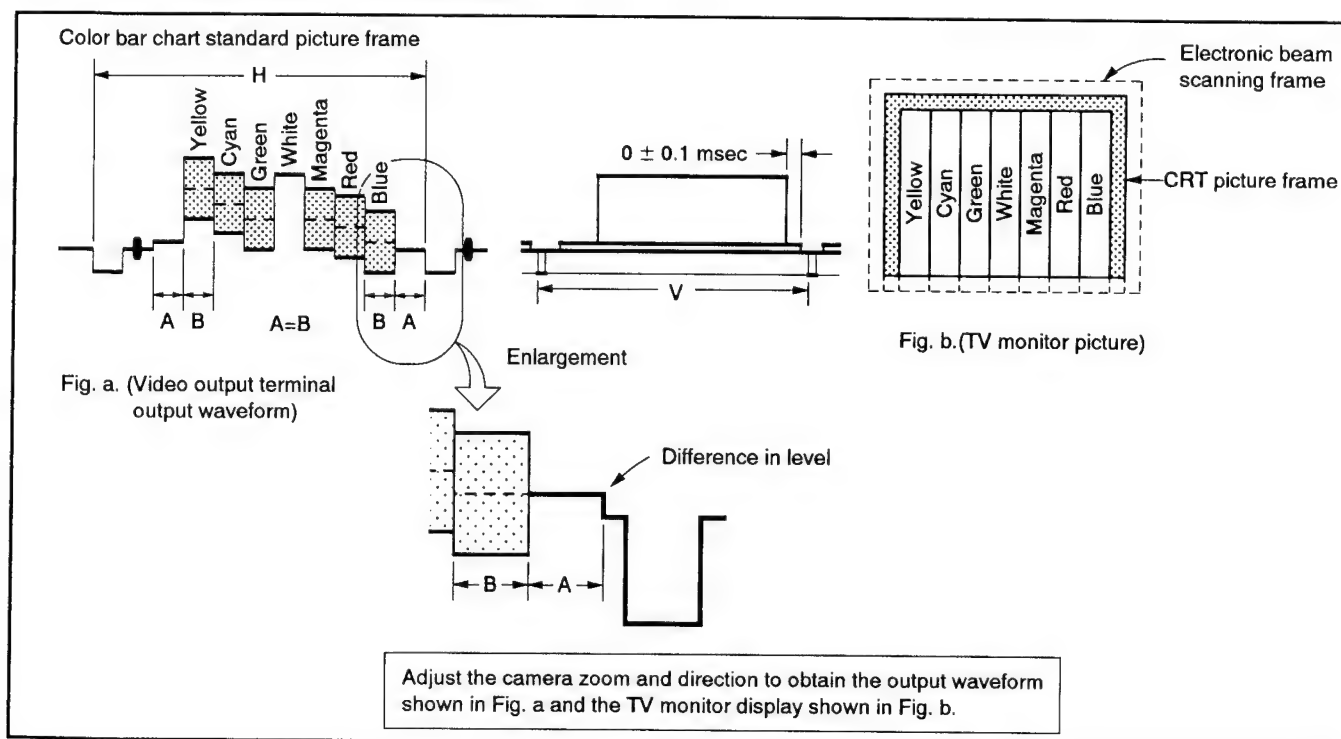 Color bar chart standard picture frame
H
Yellow
Cyan
Green
White
Magenta
Red
Blue
A
B
A=B
B
A
Fig. a. (Video output terminal
output waveform)
0 ± 0.1 msec
V
Electronic beam
scanning frame
CRT picture frame
Yellow
Cyan
Green
White
Magenta
Red
Blue
Fig. b.(TV monitor picture)
Enlargement
Difference in level
B
A
Adjust the camera zoom and direction to obtain the output waveform
shown in Fig. a and the TV monitor display shown in Fig. b.